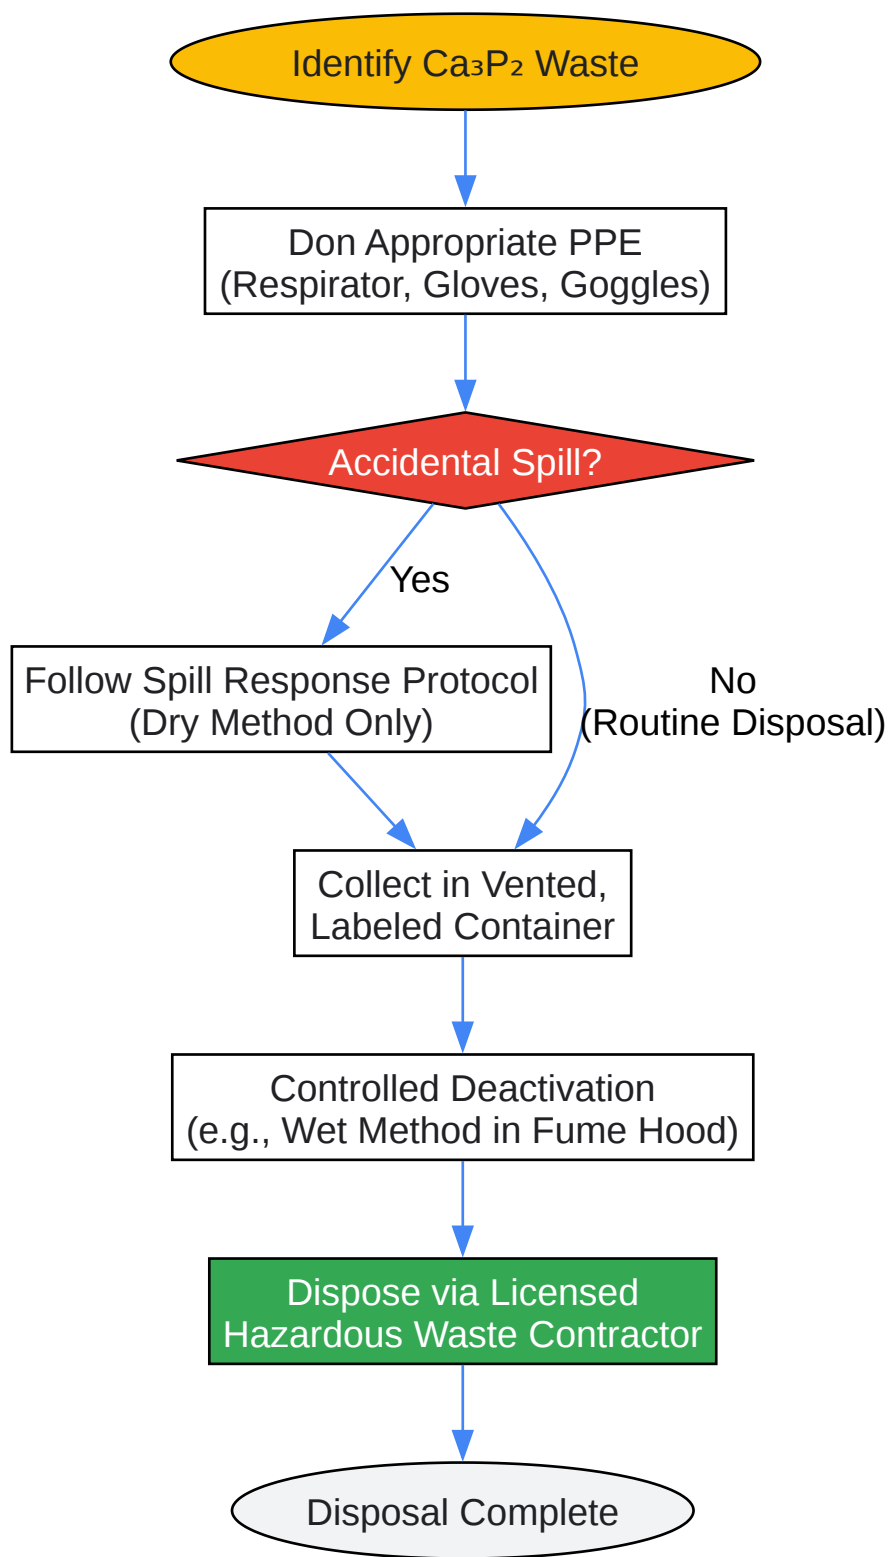 Identify Ca₃P₂ Waste
Don Appropriate PPE
(Respirator, Gloves, Goggles)
Accidental Spill?
Yes
Follow Spill Response Protocol
(Dry Method Only)
No
(Routine Disposal)
Collect in Vented,
Labeled Container
Controlled Deactivation
(e.g., Wet Method in Fume Hood)
Dispose via Licensed
Hazardous Waste Contractor
Disposal Complete